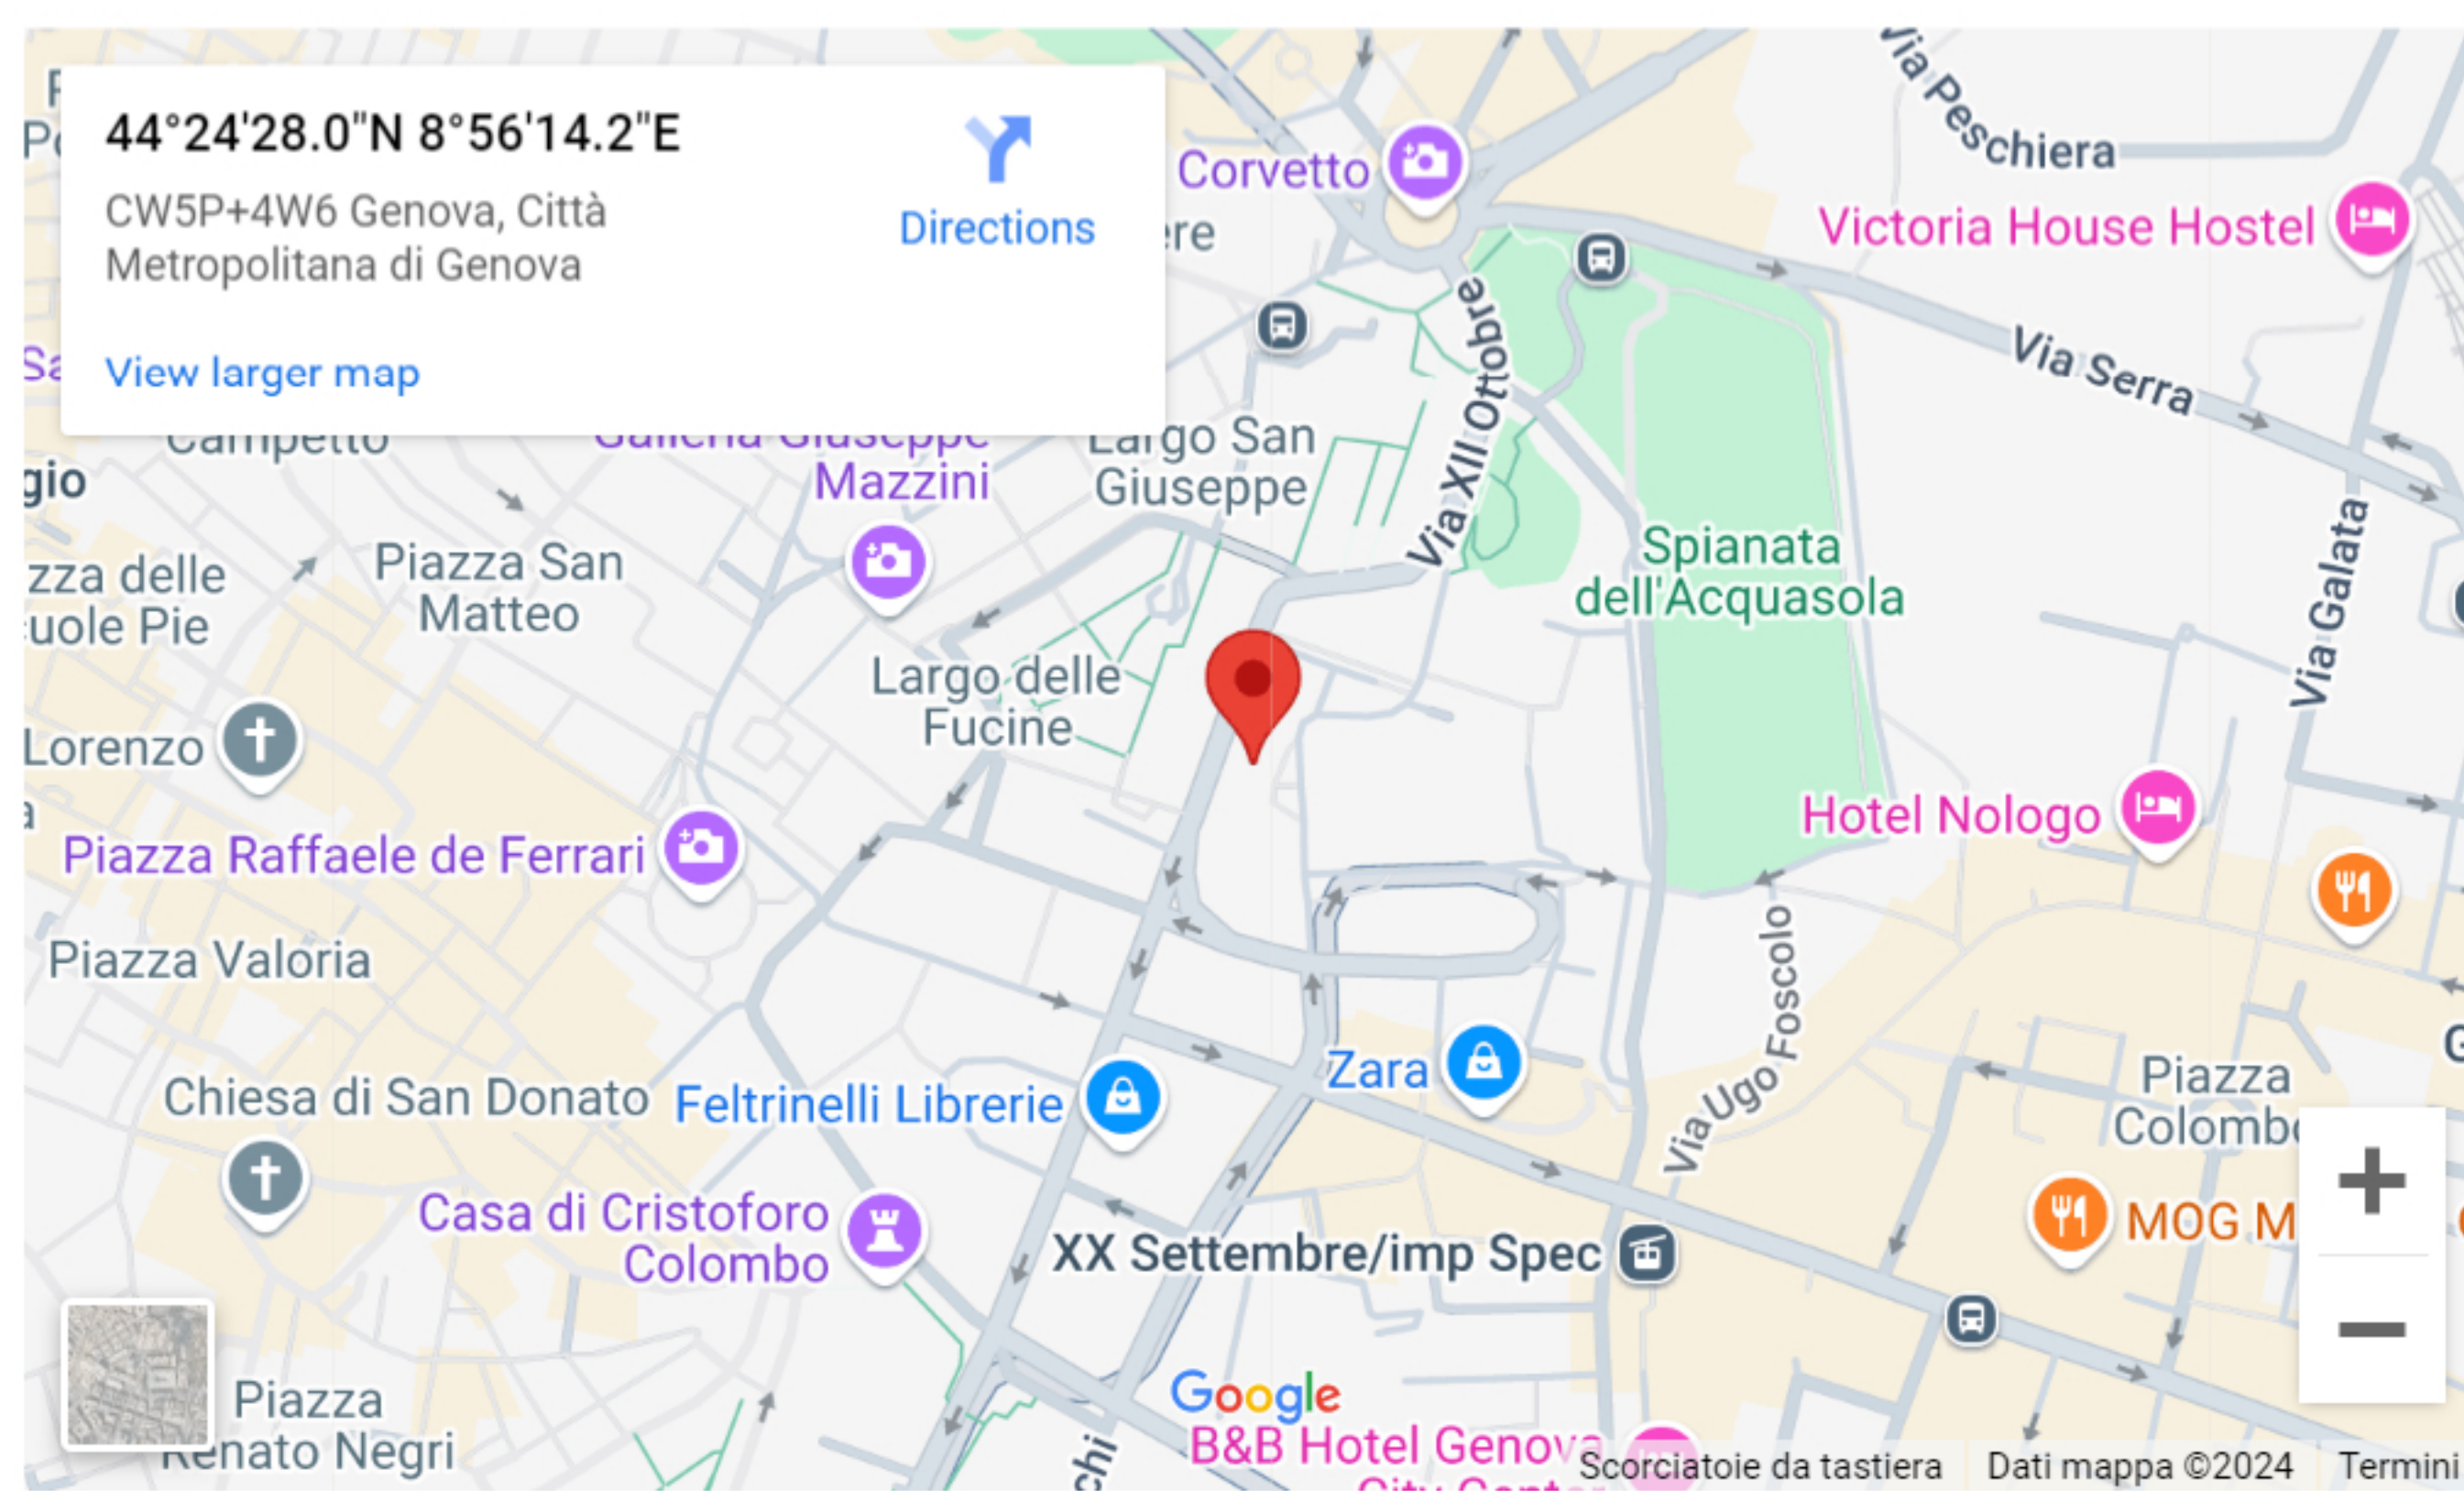 44°24'28.0"N 8°56'14.2"E
CW5P+4W6 Genova, Città
Metropolitana di Genova
Directions
View larger map
Corvetto
Via Peschiera
Victoria House Hostel
Via XII Ottobre
Via Serra
Campetto
Galleria Giuseppe
Mazzini
Largo San
Giuseppe
Piazza San
Matteo
Spianata
dell'Acquasola
Via Galata
Largo delle
Fucine
Lorenzo
Hotel Nologo
Piazza Raffaele de Ferrari
Piazza Valoria
Via Ugo Foscolo
Zara
Piazza
Chiesa di San Donato
Feltrinelli Librerie
Casa di Cristoforo
Colombo
XX Settembre/imp Spec
MOG M
Piazza
Renato Negri
Google
B&B Hotel Genova
Scorciatoie da tastiera
Dati mappa ©2024
Termini